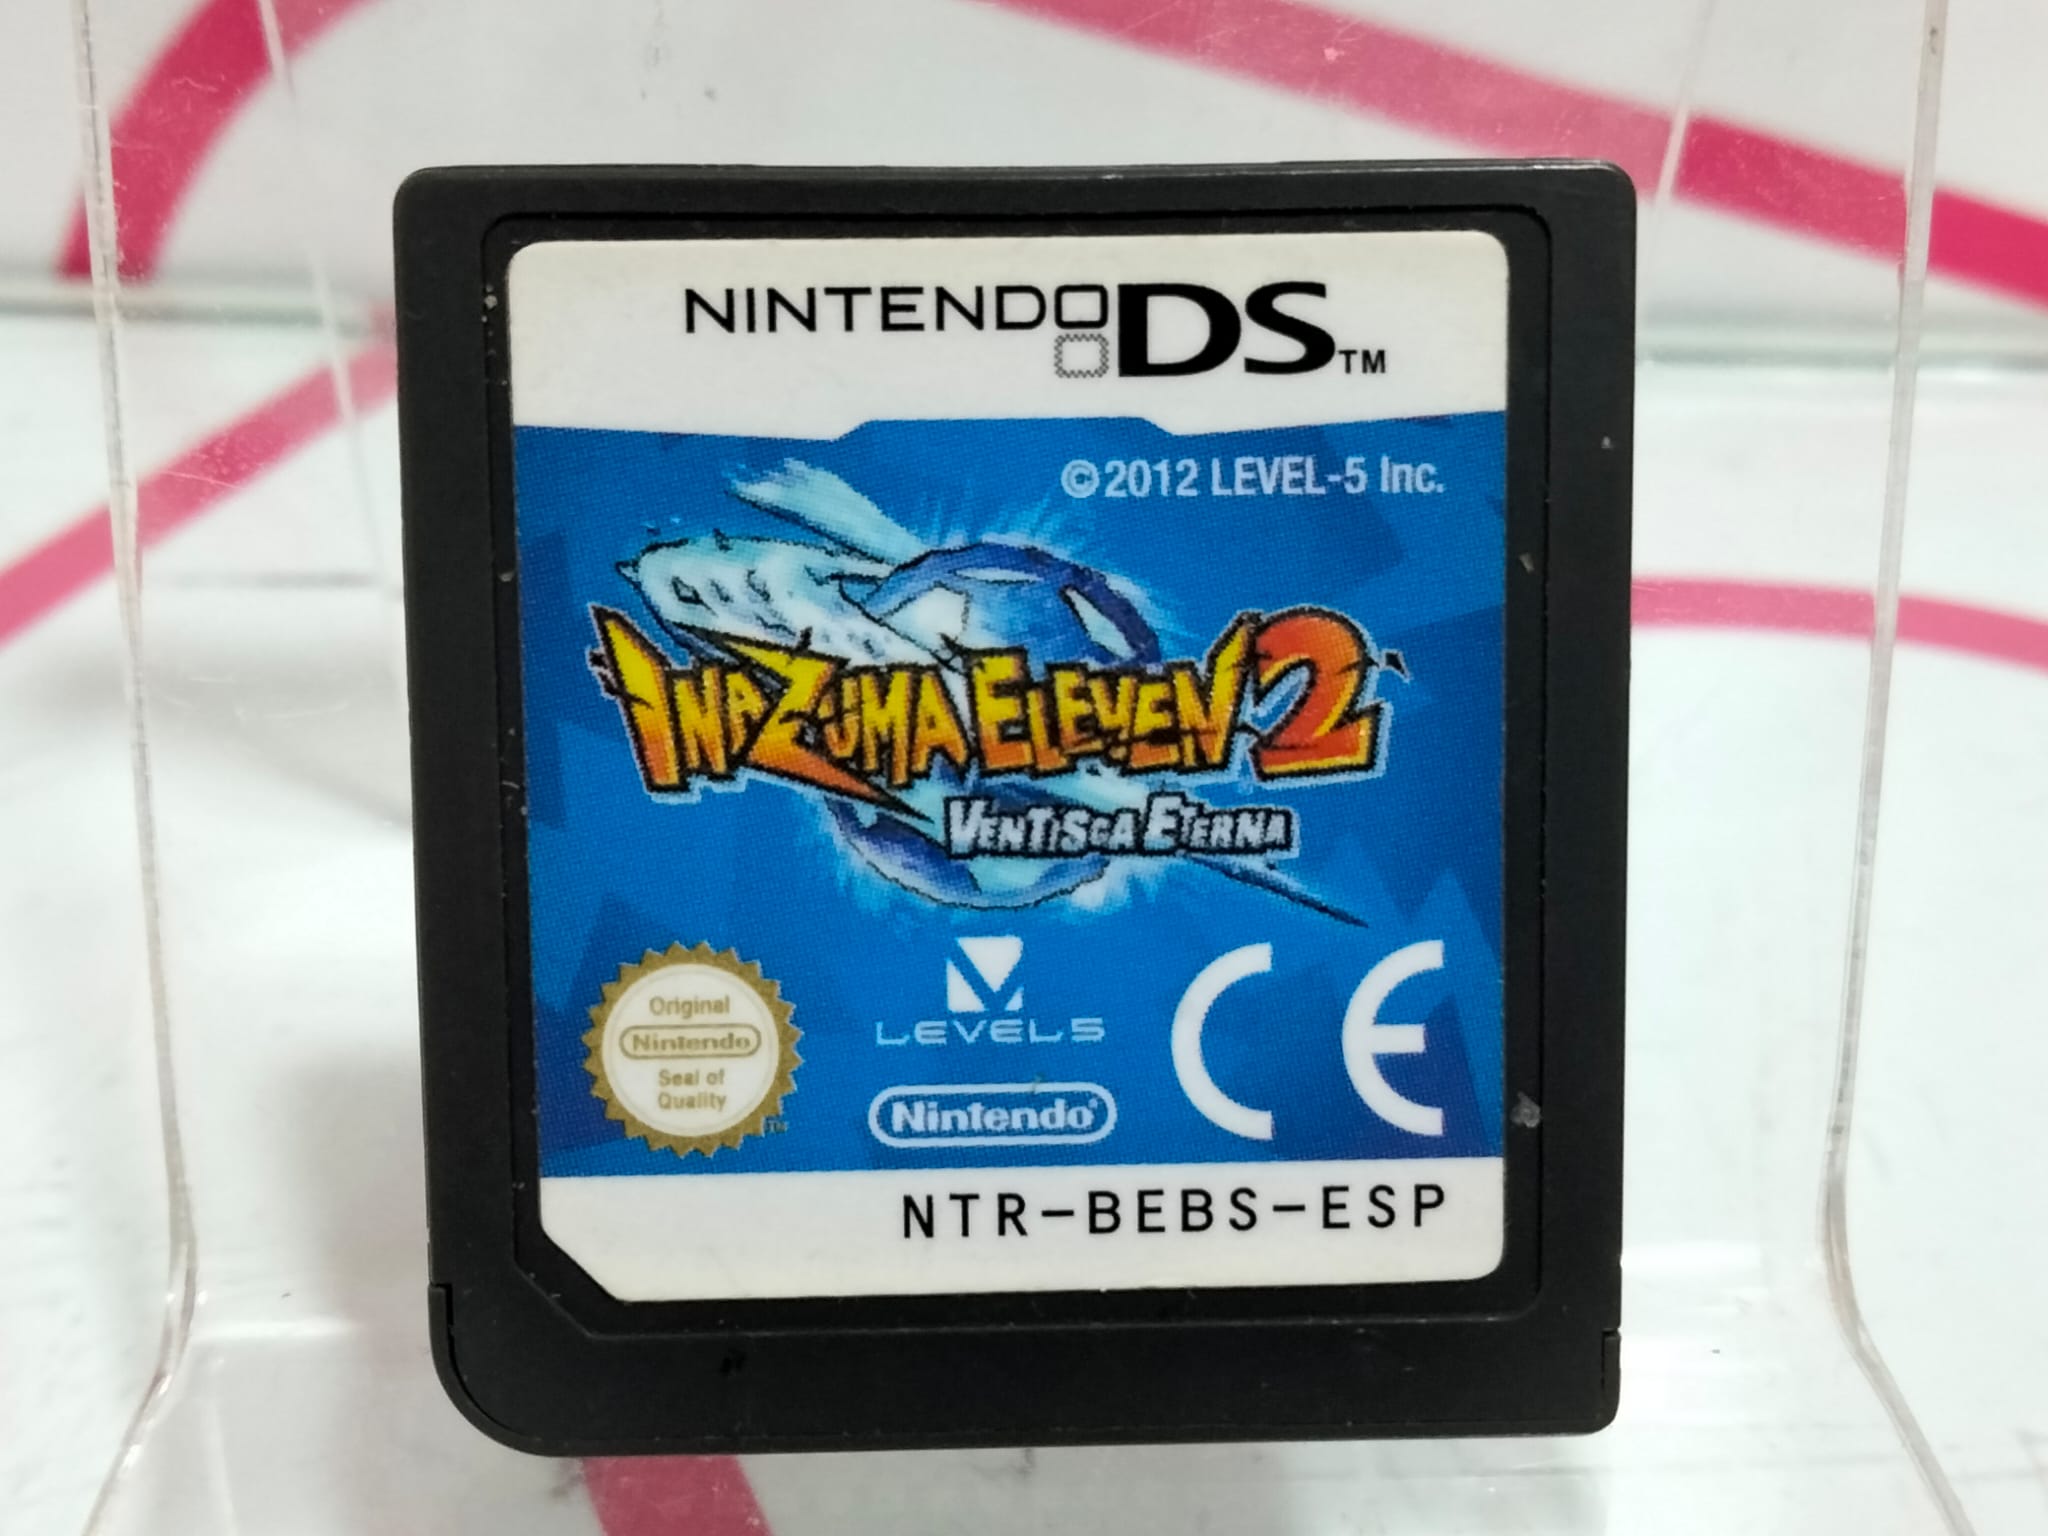 NINTENDO DS™
©2012 LEVEL-5 Inc.
INAZUMA ELEVEN 2
VENTISCA ETERNA
Original
Nintendo
Seal of
Quality
TM
LEVEL5
Nintendo®
CE
NTR-BEBS-ESP